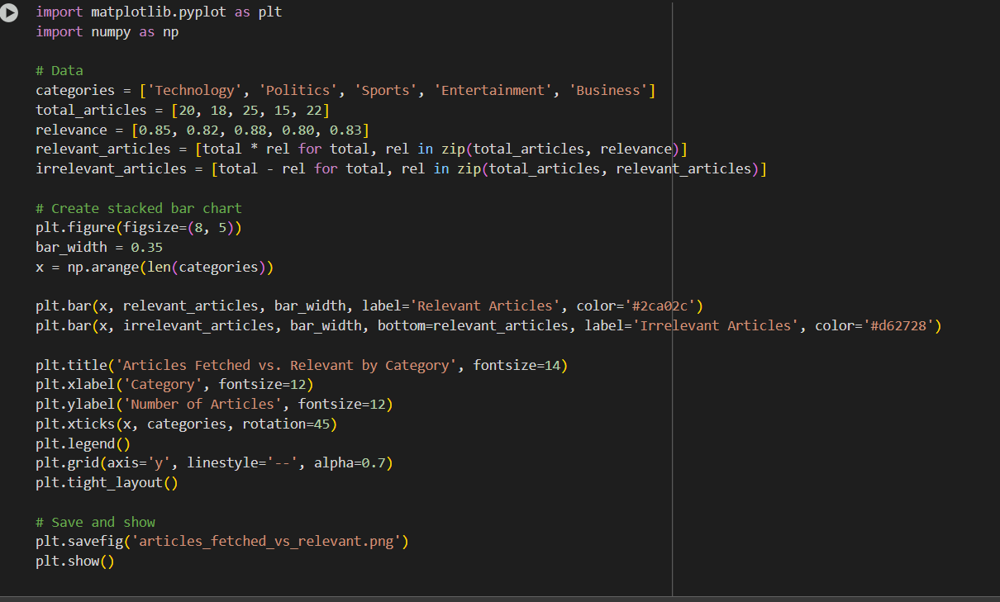 import matplotlib.pyplot as plt
import numpy as np
# Data
categories = ['Technology', 'Politics', 'Sports', 'Entertainment', 'Business']
total_articles = [20, 18, 25, 15, 22]
relevance = [0.85, 0.82, 0.88, 0.80, 0.83]
relevant_articles = [total * rel for total, rel in zip(total_articles, relevance)]
irrelevant_articles = [total - rel for total, rel in zip(total_articles, relevant_articles)]
# Create stacked bar chart
plt.figure(figsize=(8, 5))
bar_width = 0.35
x = np.arange(len(categories))
plt.bar(x, relevant_articles, bar_width, label='Relevant Articles', color='#2ca02c')
plt.bar(x, irrelevant_articles, bar_width, bottom=relevant_articles, label='Irrelevant Articles', color='#d62728')
plt.title('Articles Fetched vs. Relevant by Category', fontsize=14)
plt.xlabel('Category', fontsize=12)
plt.ylabel('Number of Articles', fontsize=12)
plt.xticks(x, categories, rotation=45)
plt.legend()
plt.grid(axis='y', linestyle='--', alpha=0.7)
plt.tight_layout()
# Save and show
plt.savefig('articles_fetched_vs_relevant.png')
plt.show()